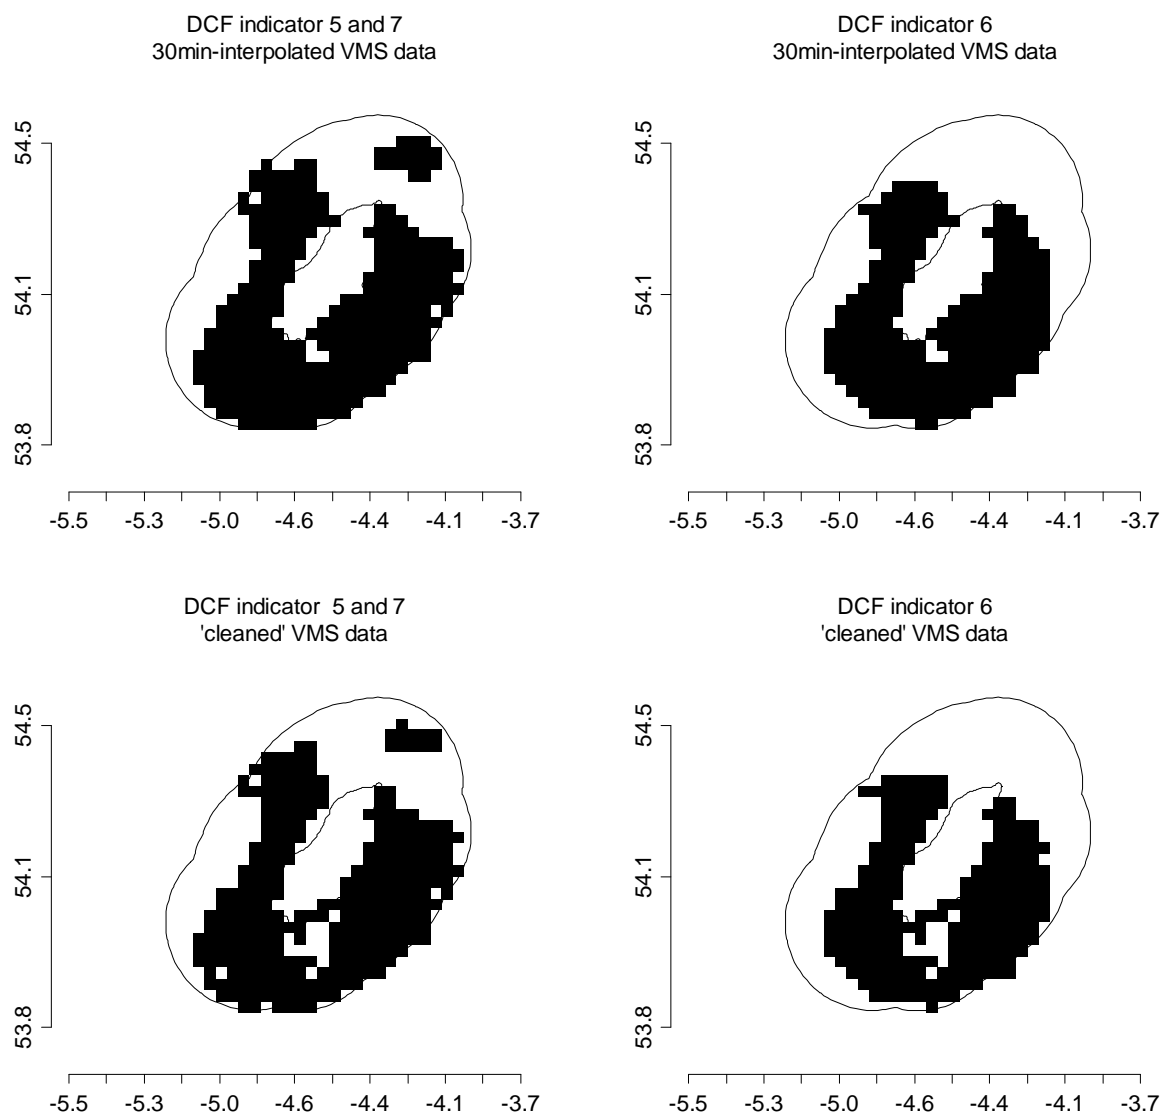 DCF indicator 5 and 7
30min-interpolated VMS data
54.5
54.1
53.8
-5.5 -5.3 -5.0 -4.6 -4.4 -4.1 -3.7
DCF indicator 6
30min-interpolated VMS data
54.5
54.1
53.8
-5.5 -5.3 -5.0 -4.6 -4.4 -4.1 -3.7
DCF indicator  5 and 7
'cleaned' VMS data
54.5
54.1
53.8
-5.5 -5.3 -5.0 -4.6 -4.4 -4.1 -3.7
DCF indicator 6
'cleaned' VMS data
54.5
54.1
53.8
-5.5 -5.3 -5.0 -4.6 -4.4 -4.1 -3.7